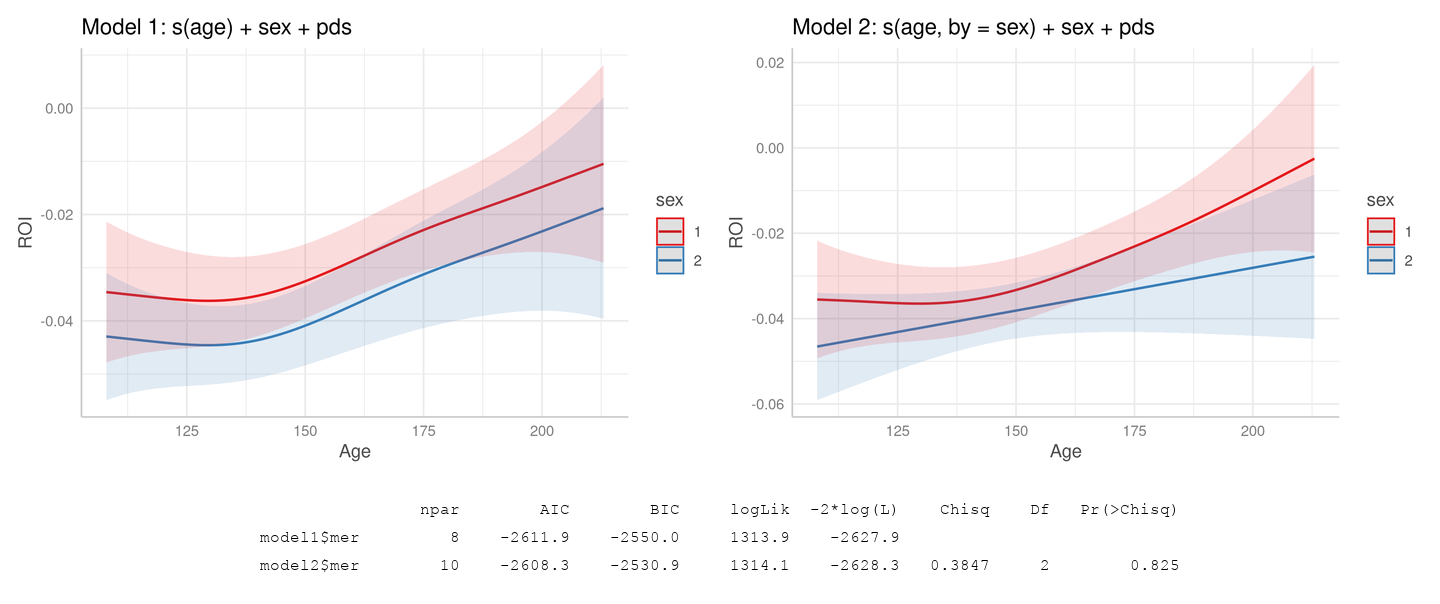 Model 1: s(age) + sex + pds
0.00
-0.02
-0.04
ROI
125 150 175 200
Age
sex
1
2
Model 2: s(age, by = sex) + sex + pds
0.02
0.00
-0.02
-0.04
-0.06
ROI
125 150 175 200
Age
sex
1
2
npar AIC BIC logLik -2*log(L) Chisq Df Pr(>Chisq)
model1$mer 8 -2611.9 -2550.0 1313.9 -2627.9
model2$mer 10 -2608.3 -2530.9 1314.1 -2628.3 0.3847 2 0.825